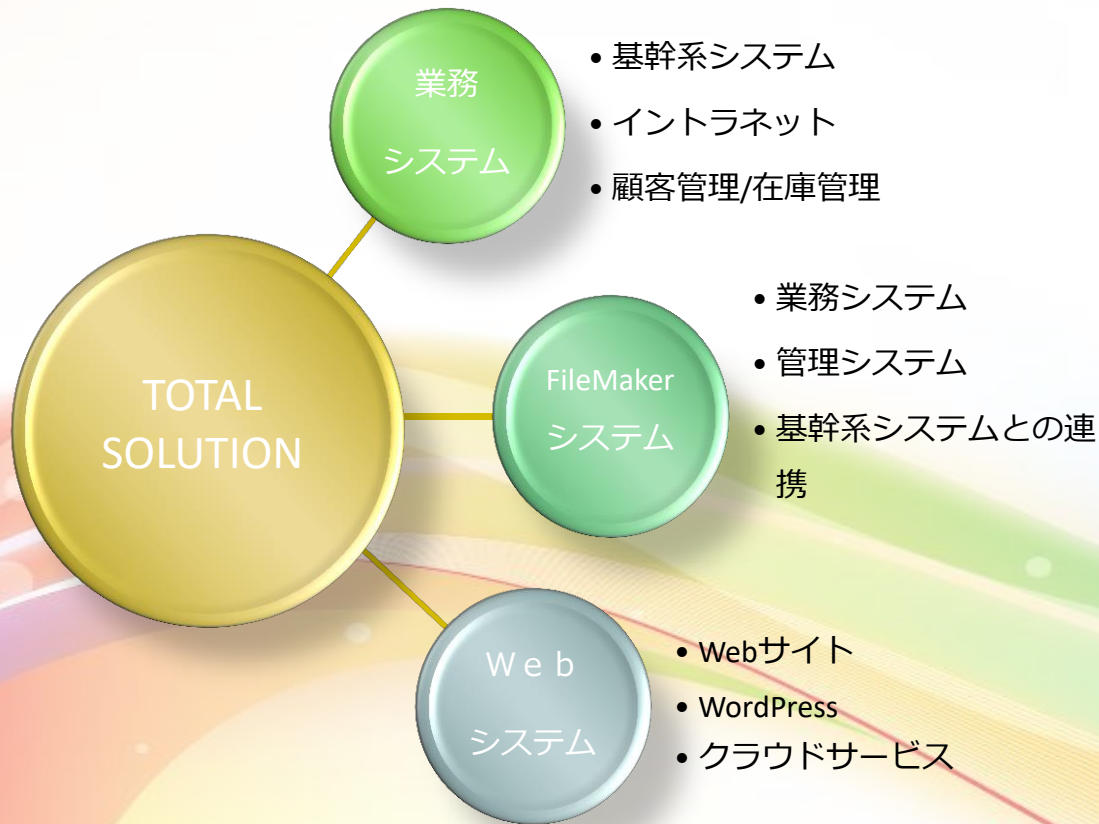 業務
システム
• 基幹系システム
• イントラネット
• 顧客管理/在庫管理
TOTAL
SOLUTION
FileMaker
システム
• 業務システム
• 管理システム
• 基幹系システムとの連
携
Ｗｅｂ
システム
• Webサイト
• WordPress
• クラウドサービス